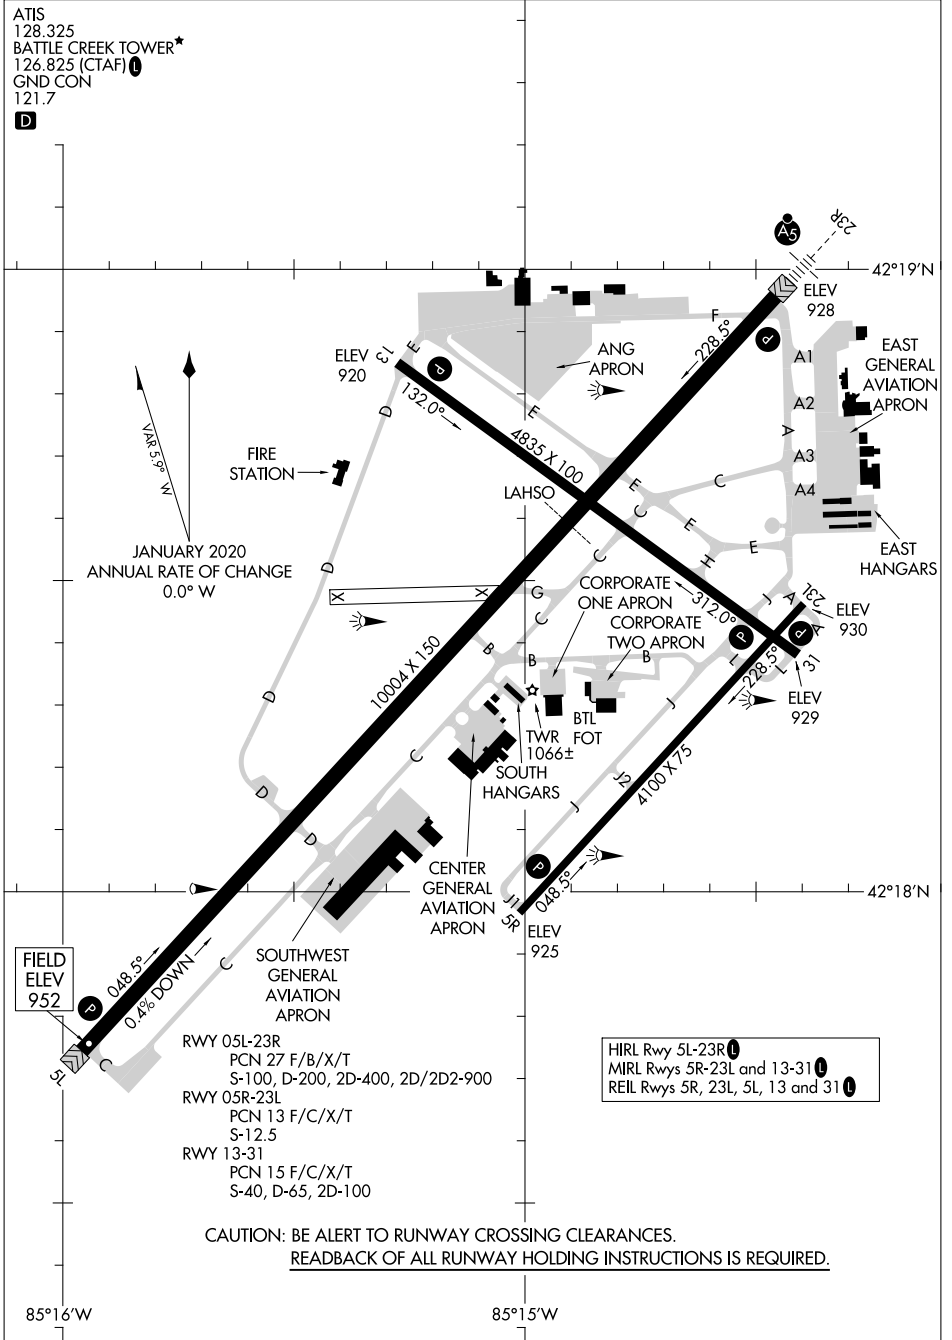 ATIS
128.325
BATTLE CREEK TOWER★
126.825 (CTAF) L
GND CON
121.7
D
A5
23R
42°19'N
ELEV
928
F
228.5°
P
ANG
APRON
A1
EAST
GENERAL
AVIATION
APRON
A2
A
A3
A4
ELEV
920
13
E
P
132.0°
D
E
4835 X 100
FIRE
STATION
LAHSO
E
C
C
E
H
E
C
EAST
HANGARS
VAR 5.9° W
JANUARY 2020
ANNUAL RATE OF CHANGE
0.0° W
D
X
X
G
C
CORPORATE
ONE APRON
CORPORATE
TWO APRON
312.0°
J
A
23L
ELEV
930
P
P
A
31
L
L
228.5°
ELEV
929
B
B
B
10004 X 150
D
J
TWR
1066±
BTL
FOT
SOUTH
HANGARS
C
J2
4100 X 75
J
D
D
CENTER
GENERAL
AVIATION
APRON
P
048.5°
J1
5R
ELEV
925
42°18'N
SOUTHWEST
GENERAL
AVIATION
APRON
FIELD
ELEV
952
P
048.5°
0.4% DOWN
C
C
5L
RWY 05L-23R
PCN 27 F/B/X/T
S-100, D-200, 2D-400, 2D/2D2-900
RWY 05R-23L
PCN 13 F/C/X/T
S-12.5
RWY 13-31
PCN 15 F/C/X/T
S-40, D-65, 2D-100
HIRL Rwy 5L-23R L
MIRL Rwys 5R-23L and 13-31 L
REIL Rwys 5R, 23L, 5L, 13 and 31 L
CAUTION: BE ALERT TO RUNWAY CROSSING CLEARANCES.
READBACK OF ALL RUNWAY HOLDING INSTRUCTIONS IS REQUIRED.
85°16'W
85°15'W